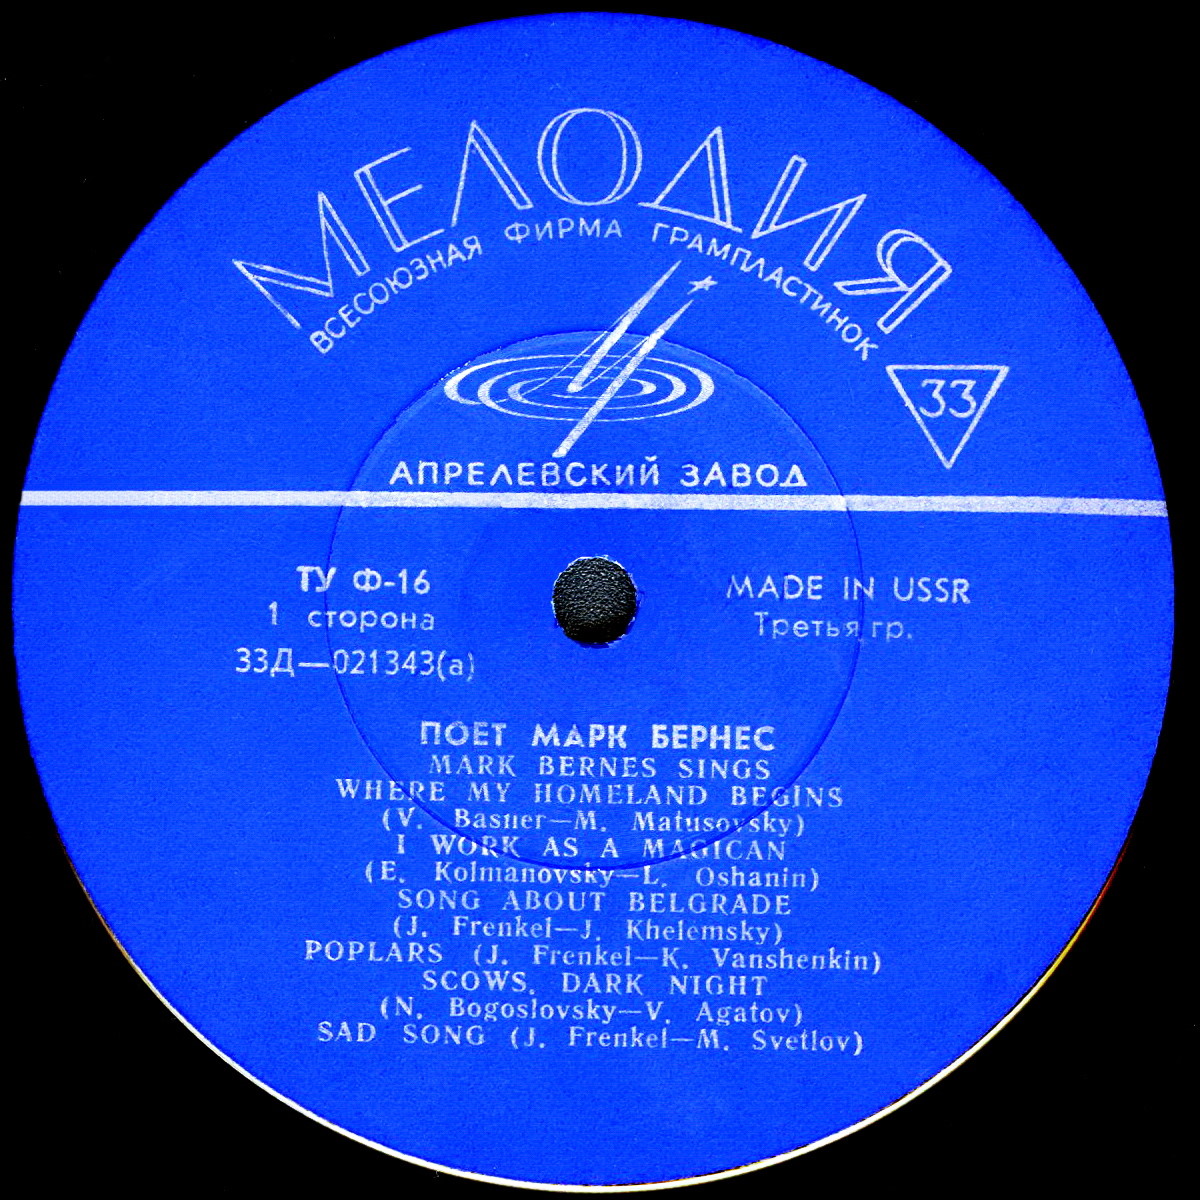 МЕЛОДИЯ
ВСЕСОЮЗНАЯ ФИРМА ГРАМПЛАСТИНОК
33
АПРЕЛЕВСКИЙ ЗАВОД
ТУ Ф-16
1 сторона
33Д—021343(а)
MADE IN USSR
Третья гр.
ПОЕТ МАРК БЕРНЕС
MARK BERNES SINGS
WHERE MY HOMELAND BEGINS
(V. Basner—M. Matusovsky)
I WORK AS A MAGICAN
(E. Kolmanovsky—L. Oshanin)
SONG ABOUT BELGRADE
(J. Frenkel—J. Khelemsky)
POPLARS (J. Frenkel—K. Vanshenkin)
SCOWS. DARK NIGHT
(N. Bogoslovsky—V. Agatov)
SAD SONG (J. Frenkel—M. Svetlov)